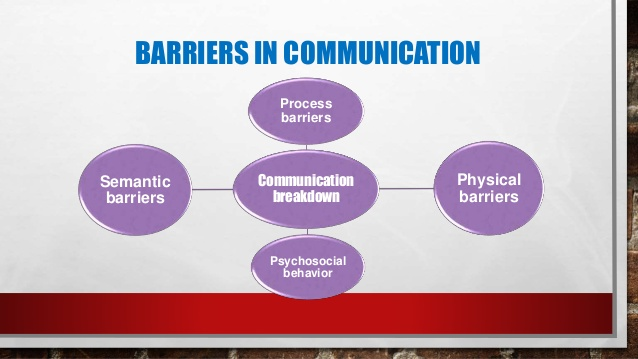 BARRIERS IN COMMUNICATION
Process
barriers
Semantic
barriers
Communication
breakdown
Physical
barriers
Psychosocial
behavior